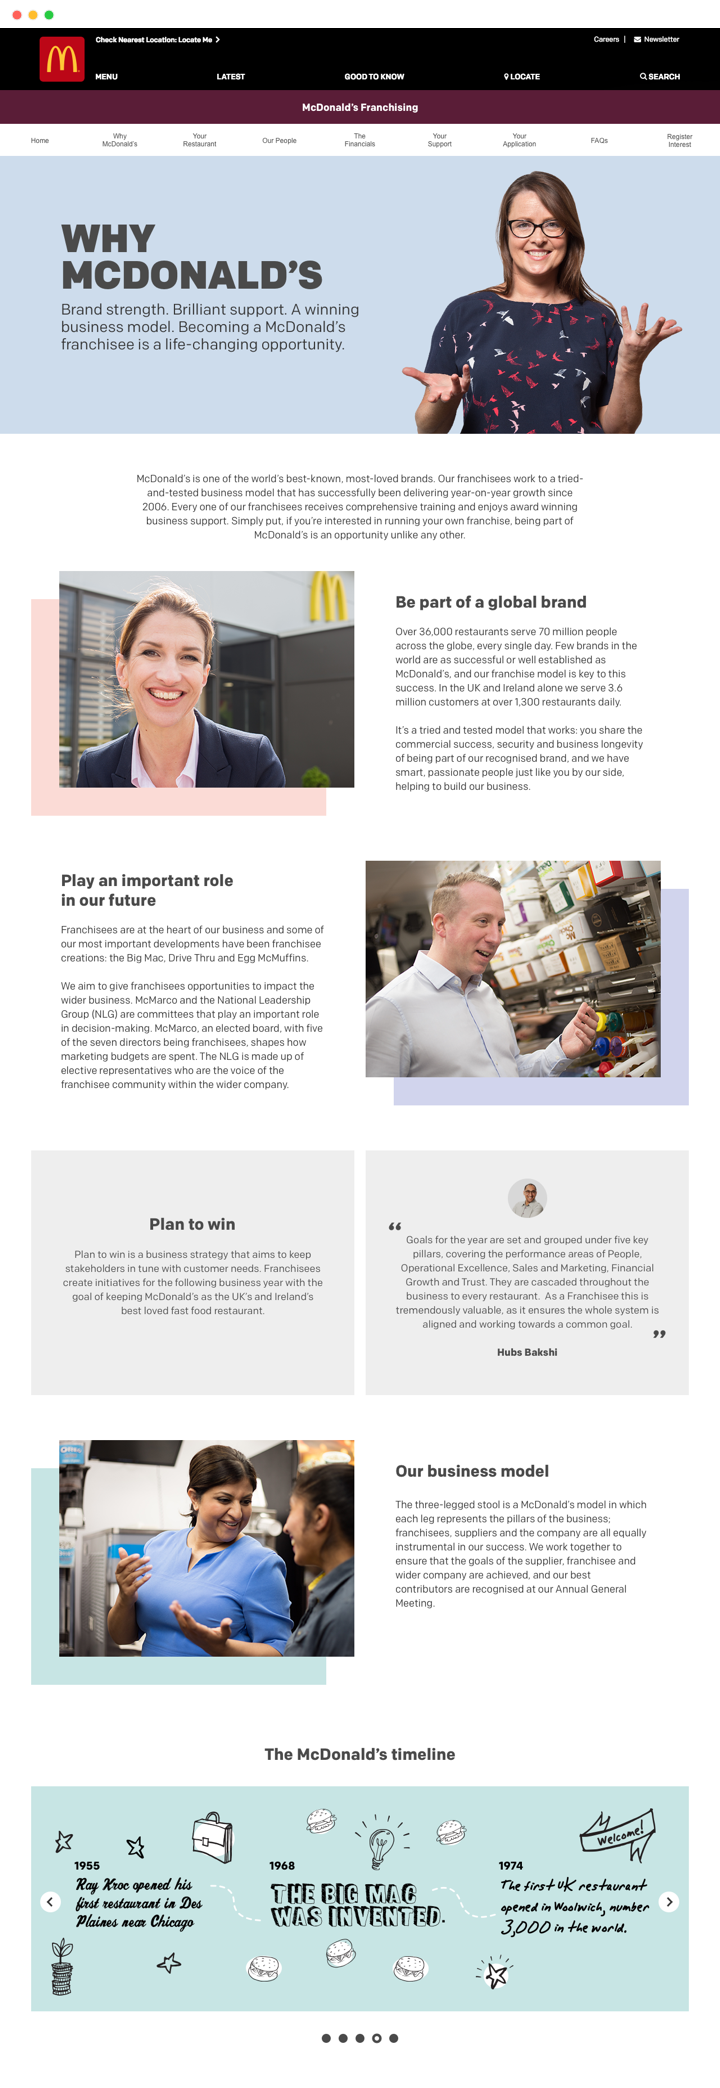 Check Nearest Location: Locate Me
Careers |
Newsletter
MENU
LATEST
GOOD TO KNOW
LOCATE
SEARCH
McDonald's Franchising
Home
Why
McDonald's
Your
Restaurant
Our People
The
Financials
Your
Support
Your
Application
FAQs
Register
Interest
WHY
MCDONALD'S
Brand strength. Brilliant support. A winning
business model. Becoming a McDonald's
franchisee is a life-changing opportunity.
McDonald's is one of the world's best-known, most-loved brands. Our franchisees work to a tried-
and-tested business model that has successfully been delivering year-on-year growth since
2006. Every one of our franchisees receives comprehensive training and enjoys award winning
business support. Simply put, if you're interested in running your own franchise, being part of
McDonald's is an opportunity unlike any other.
Be part of a global brand
Over 36,000 restaurants serve 70 million people
across the globe, every single day. Few brands in the
world are as successful or well established as
McDonald's, and our franchise model is key to this
success. In the UK and Ireland alone we serve 3.6
million customers at over 1,300 restaurants daily.
It's a tried and tested model that works: you share the
commercial success, security and business longevity
of being part of our recognised brand, and we have
smart, passionate people just like you by our side,
helping to build our business.
Play an important role
in our future
Franchisees are at the heart of our business and some of
our most important developments have been franchisee
creations: the Big Mac, Drive Thru and Egg McMuffins.
We aim to give franchisees opportunities to impact the
wider business. McMarco and the National Leadership
Group (NLG) are committees that play an important role
in decision-making. McMarco, an elected board, with five
of the seven directors being franchisees, shapes how
marketing budgets are spent. The NLG is made up of
elective representatives who are the voice of the
franchisee community within the wider company.
Plan to win
Plan to win is a business strategy that aims to keep
stakeholders in tune with customer needs. Franchisees
create initiatives for the following business year with the
goal of keeping McDonald's as the UK's and Ireland's
best loved fast food restaurant.
“
Goals for the year are set and grouped under five key
pillars, covering the performance areas of People,
Operational Excellence, Sales and Marketing, Financial
Growth and Trust. They are cascaded throughout the
business to every restaurant. As a Franchisee this is
tremendously valuable, as it ensures the whole system is
aligned and working towards a common goal.
”
Hubs Bakshi
Our business model
The three-legged stool is a McDonald's model in which
each leg represents the pillars of the business;
franchisees, suppliers and the company are all equally
instrumental in our success. We work together to
ensure that the goals of the supplier, franchisee and
wider company are achieved, and our best
contributors are recognised at our Annual General
Meeting.
The McDonald's timeline
Welcome!
1955
Ray Kroc opened his
first restaurant in Des
Plaines near Chicago
1968
THE BIG MAC
WAS INVENTED.
1974
The first UK restaurant
opened in Woolwich, number
3,000 in the world.